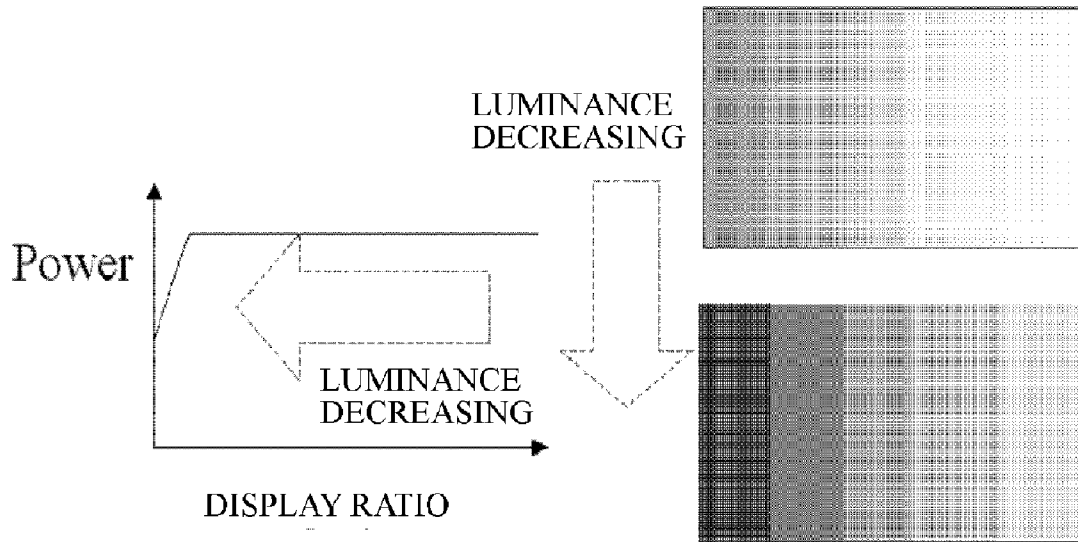 LUMINANCE
DECREASING
Power
LUMINANCE
DECREASING
DISPLAY RATIO